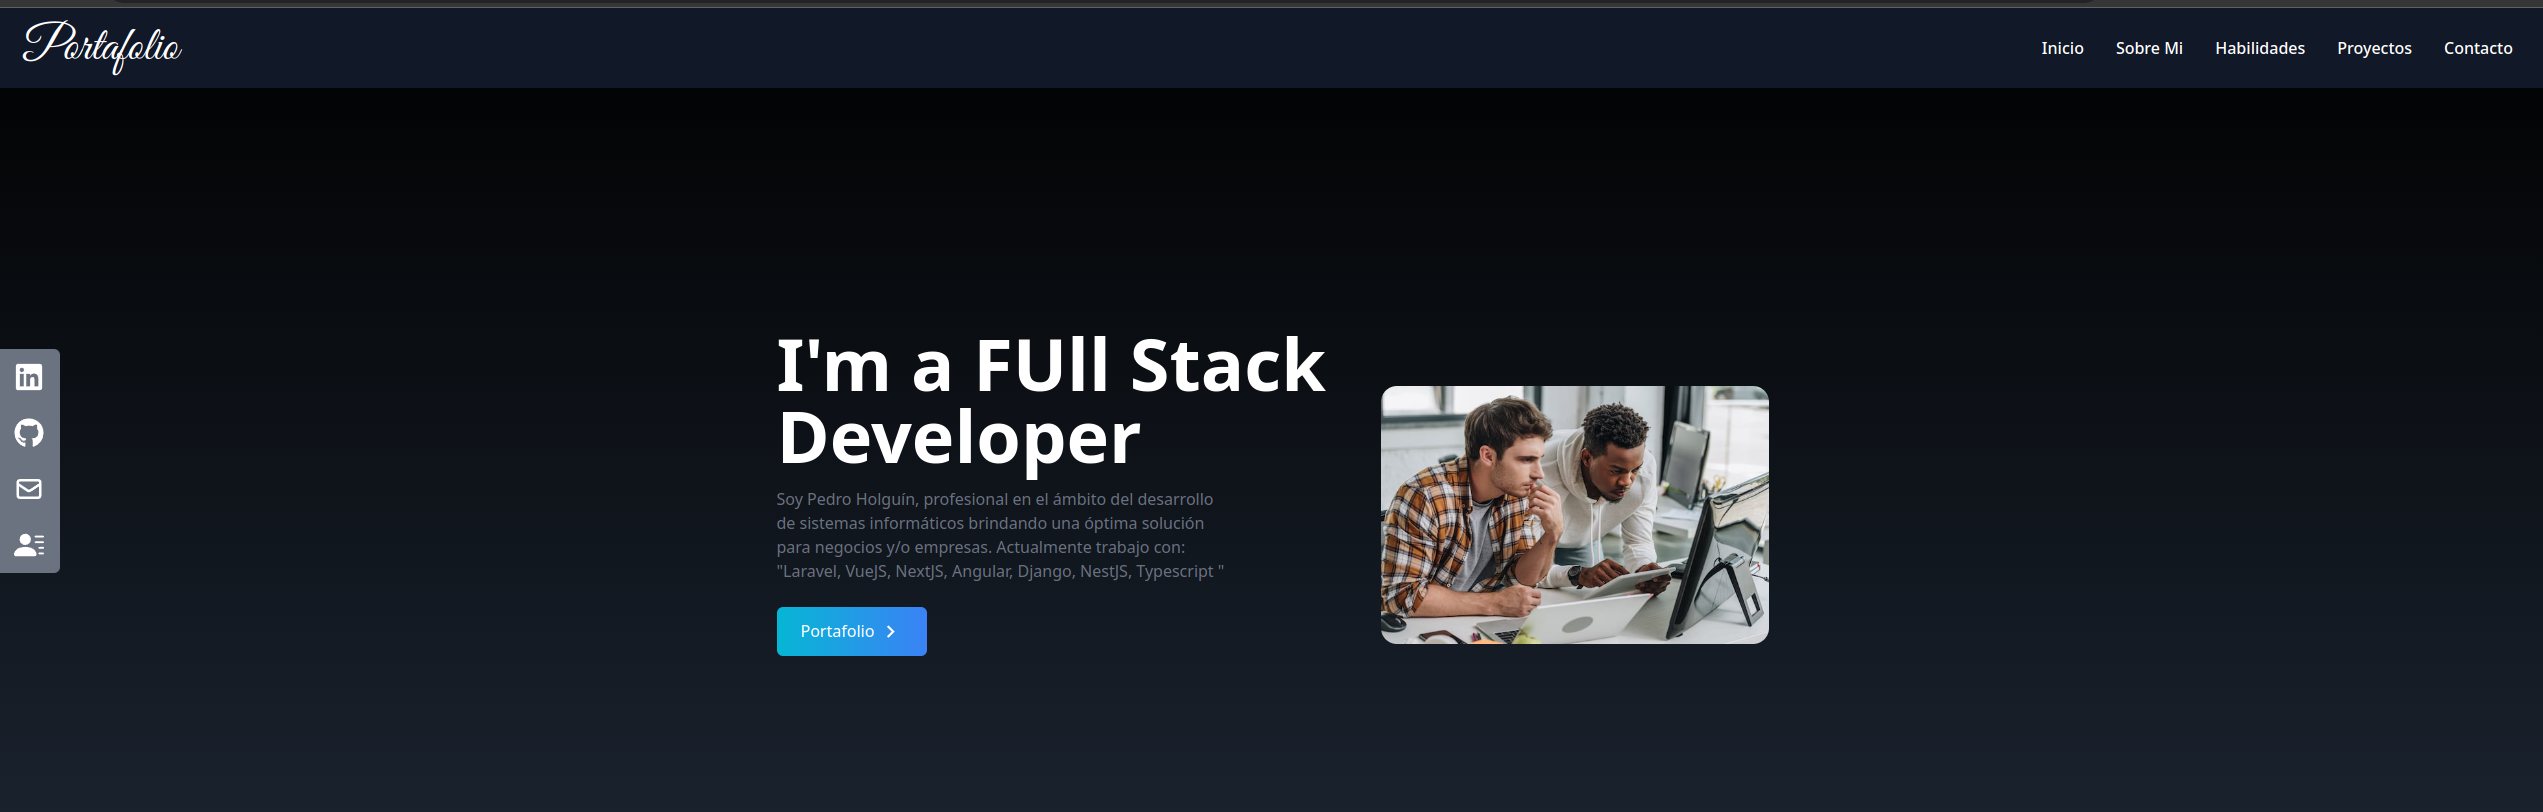 Portafolio
Inicio Sobre Mi Habilidades Proyectos Contacto
I'm a FUll Stack
Developer
Soy Pedro Holguín, profesional en el ámbito del desarrollo
de sistemas informáticos brindando una óptima solución
para negocios y/o empresas. Actualmente trabajo con:
"Laravel, VueJS, NextJS, Angular, Django, NestJS, Typescript "
Portafolio
in